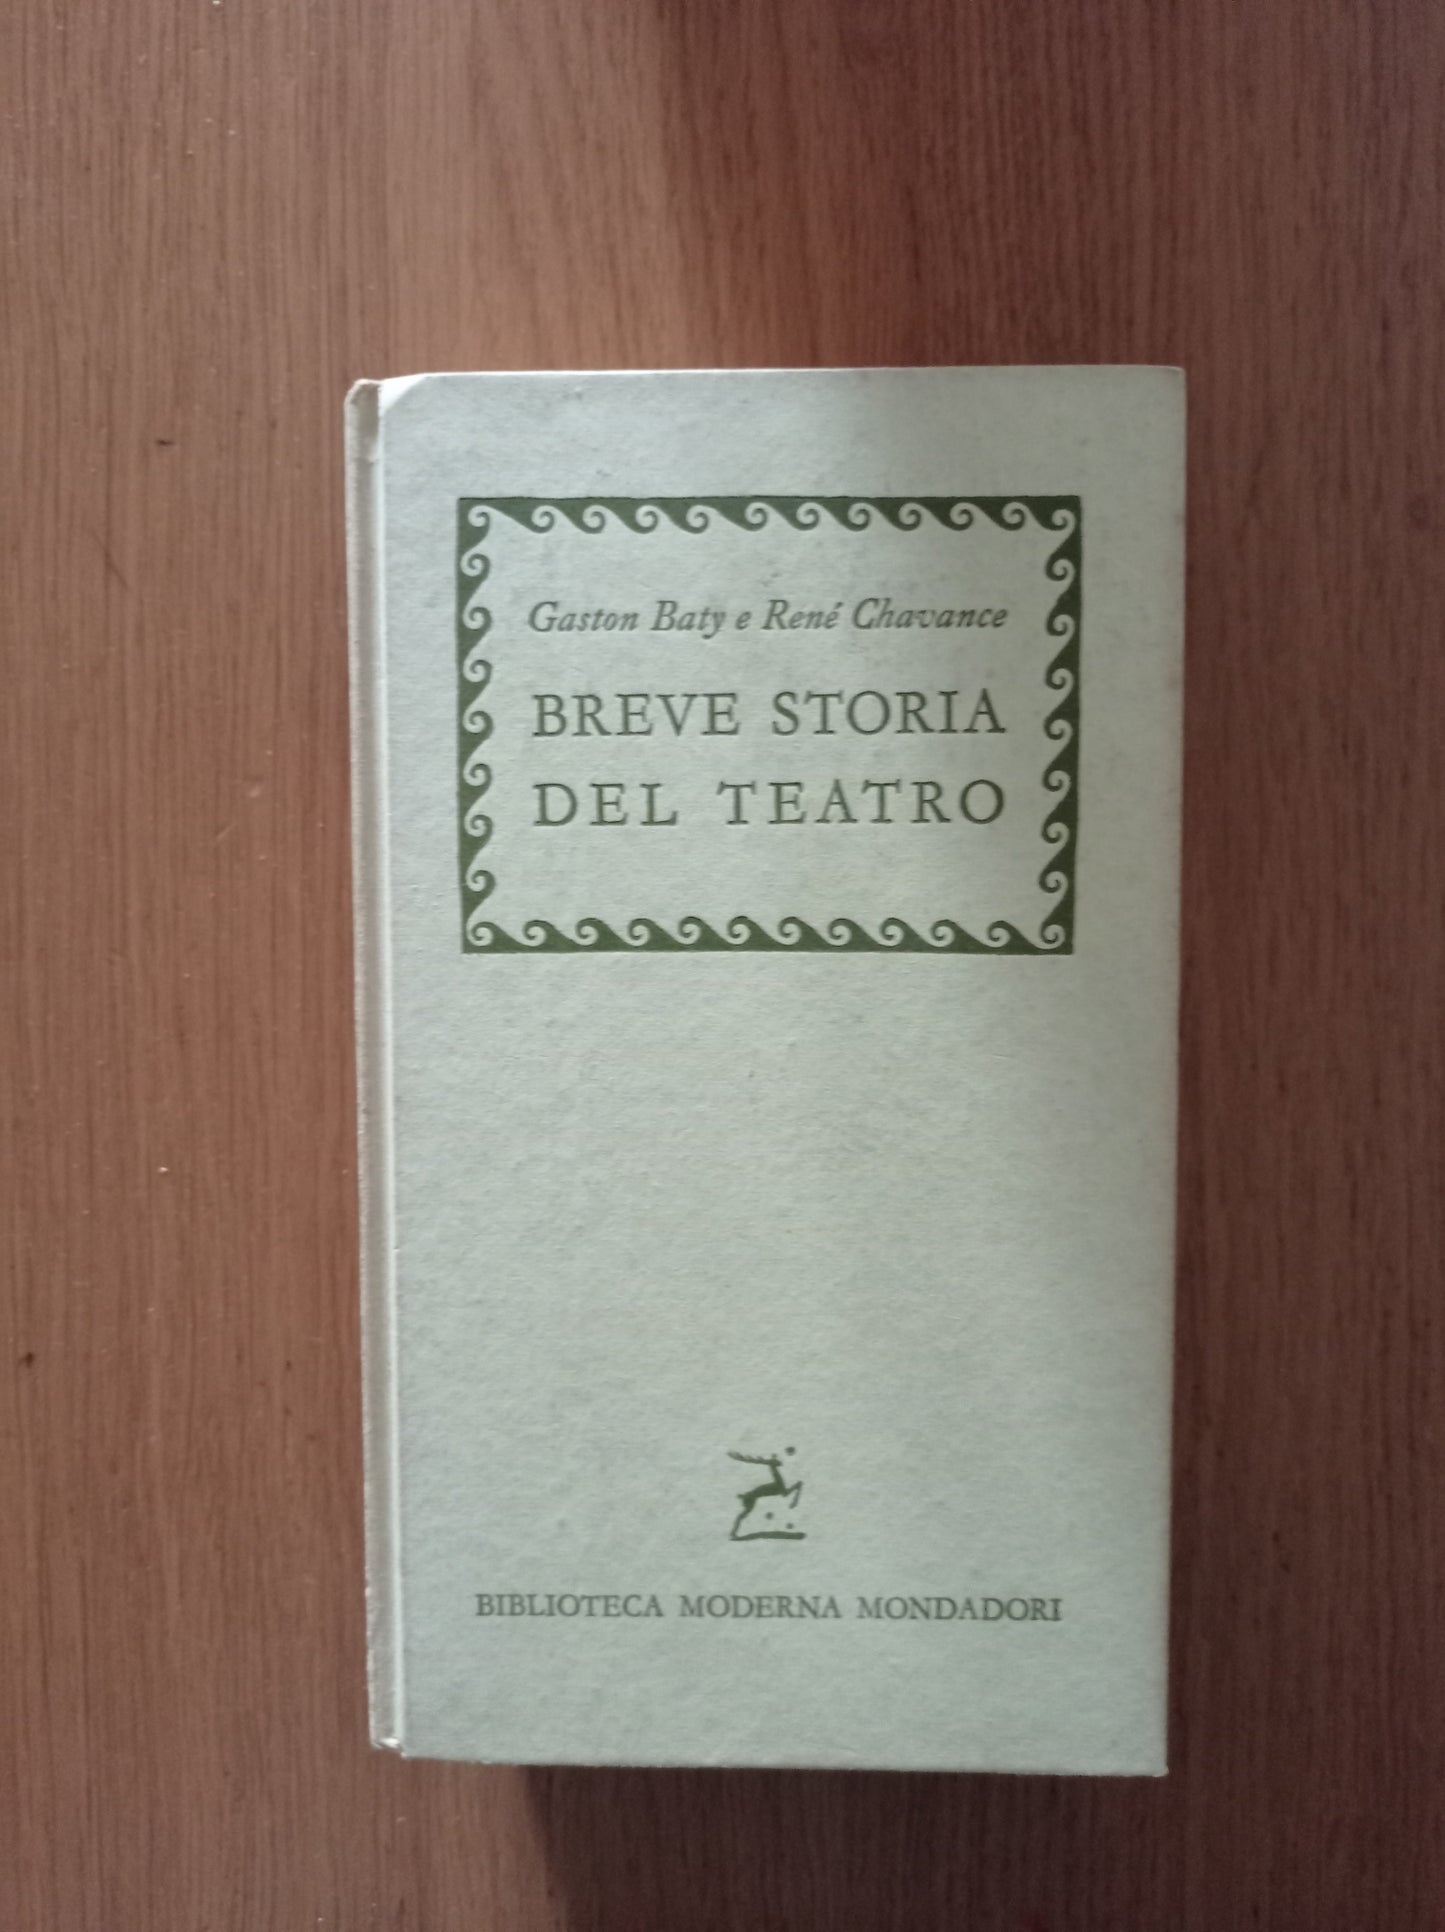 Gaston Baty e René Chavance
BREVE STORIA
DEL TEATRO
BIBLIOTECA MODERNA MONDADORI